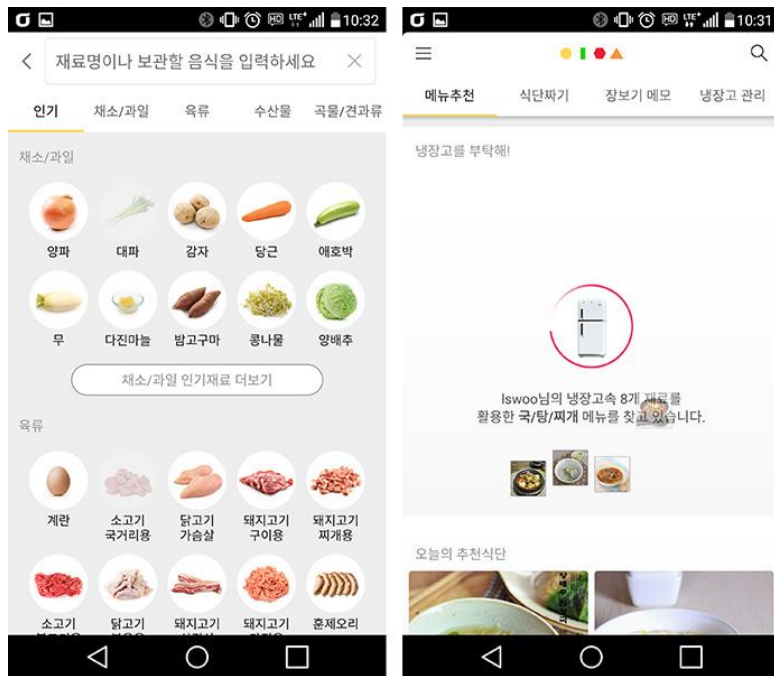 HD LTE+ 10:32
재료명이나 보관할 음식을 입력하세요
인기 채소/과일 육류 수산물 곡물/견과류
채소/과일
양파 대파 감자 당근 애호박
무 다진마늘 밤고구마 콩나물 양배추
채소/과일 인기재료 더보기
육류
계란 소고기 닭고기 돼지고기 돼지고기
국거리용 가슴살 구이용 찌개용
소고기 닭고기 돼지고기 돼지고기 훈제오리
HD LTE+ 10:31
메뉴추천 식단짜기 장보기 메모 냉장고 관리
냉장고를 부탁해!
lswoo님의 냉장고속 8개 재료를
활용한 국/탕/찌개 메뉴를 찾고 있습니다.
오늘의 추천식단